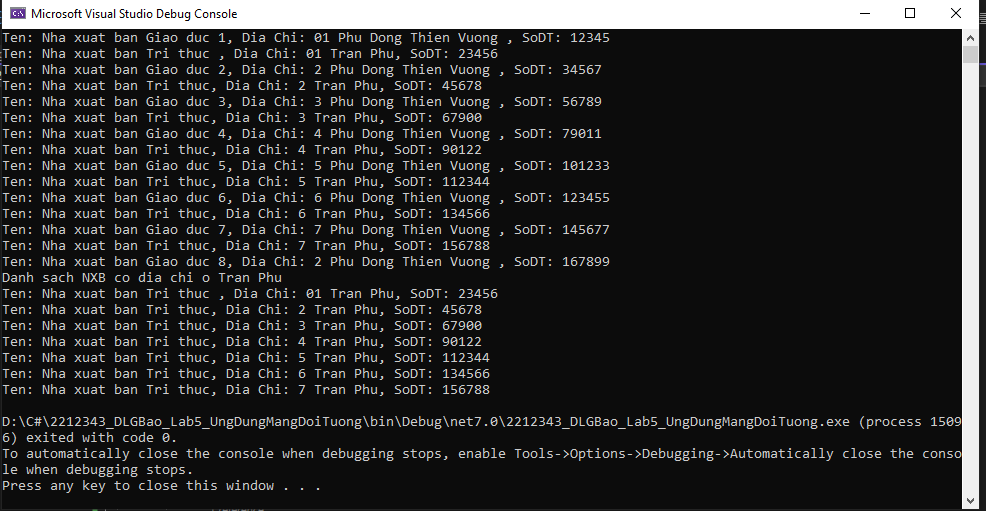 Microsoft Visual Studio Debug Console
Ten: Nha xuat ban Giao duc 1, Dia Chi: 01 Phu Dong Thien Vuong , SoDT: 12345
Ten: Nha xuat ban Tri thuc , Dia Chi: 01 Tran Phu, SoDT: 23456
Ten: Nha xuat ban Giao duc 2, Dia Chi: 2 Phu Dong Thien Vuong , SoDT: 34567
Ten: Nha xuat ban Tri thuc, Dia Chi: 2 Tran Phu, SoDT: 45678
Ten: Nha xuat ban Giao duc 3, Dia Chi: 3 Phu Dong Thien Vuong , SoDT: 56789
Ten: Nha xuat ban Tri thuc, Dia Chi: 3 Tran Phu, SoDT: 67900
Ten: Nha xuat ban Giao duc 4, Dia Chi: 4 Phu Dong Thien Vuong , SoDT: 79011
Ten: Nha xuat ban Tri thuc, Dia Chi: 4 Tran Phu, SoDT: 90122
Ten: Nha xuat ban Giao duc 5, Dia Chi: 5 Phu Dong Thien Vuong , SoDT: 101233
Ten: Nha xuat ban Tri thuc, Dia Chi: 5 Tran Phu, SoDT: 112344
Ten: Nha xuat ban Giao duc 6, Dia Chi: 6 Phu Dong Thien Vuong , SoDT: 123455
Ten: Nha xuat ban Tri thuc, Dia Chi: 6 Tran Phu, SoDT: 134566
Ten: Nha xuat ban Giao duc 7, Dia Chi: 7 Phu Dong Thien Vuong , SoDT: 145677
Ten: Nha xuat ban Tri thuc, Dia Chi: 7 Tran Phu, SoDT: 156788
Ten: Nha xuat ban Giao duc 8, Dia Chi: 2 Phu Dong Thien Vuong , SoDT: 167899
Danh sach NXB co dia chi o Tran Phu
Ten: Nha xuat ban Tri thuc , Dia Chi: 01 Tran Phu, SoDT: 23456
Ten: Nha xuat ban Tri thuc, Dia Chi: 2 Tran Phu, SoDT: 45678
Ten: Nha xuat ban Tri thuc, Dia Chi: 3 Tran Phu, SoDT: 67900
Ten: Nha xuat ban Tri thuc, Dia Chi: 4 Tran Phu, SoDT: 90122
Ten: Nha xuat ban Tri thuc, Dia Chi: 5 Tran Phu, SoDT: 112344
Ten: Nha xuat ban Tri thuc, Dia Chi: 6 Tran Phu, SoDT: 134566
Ten: Nha xuat ban Tri thuc, Dia Chi: 7 Tran Phu, SoDT: 156788
D:\C#\2212343_DLGBao_Lab5_UngDungMangDoiTuong\bin\Debug\net7.0\2212343_DLGBao_Lab5_UngDungMangDoiTuong.exe (process 1509
6) exited with code 0.
To automatically close the console when debugging stops, enable Tools->Options->Debugging->Automatically close the conso
le when debugging stops.
Press any key to close this window . . .